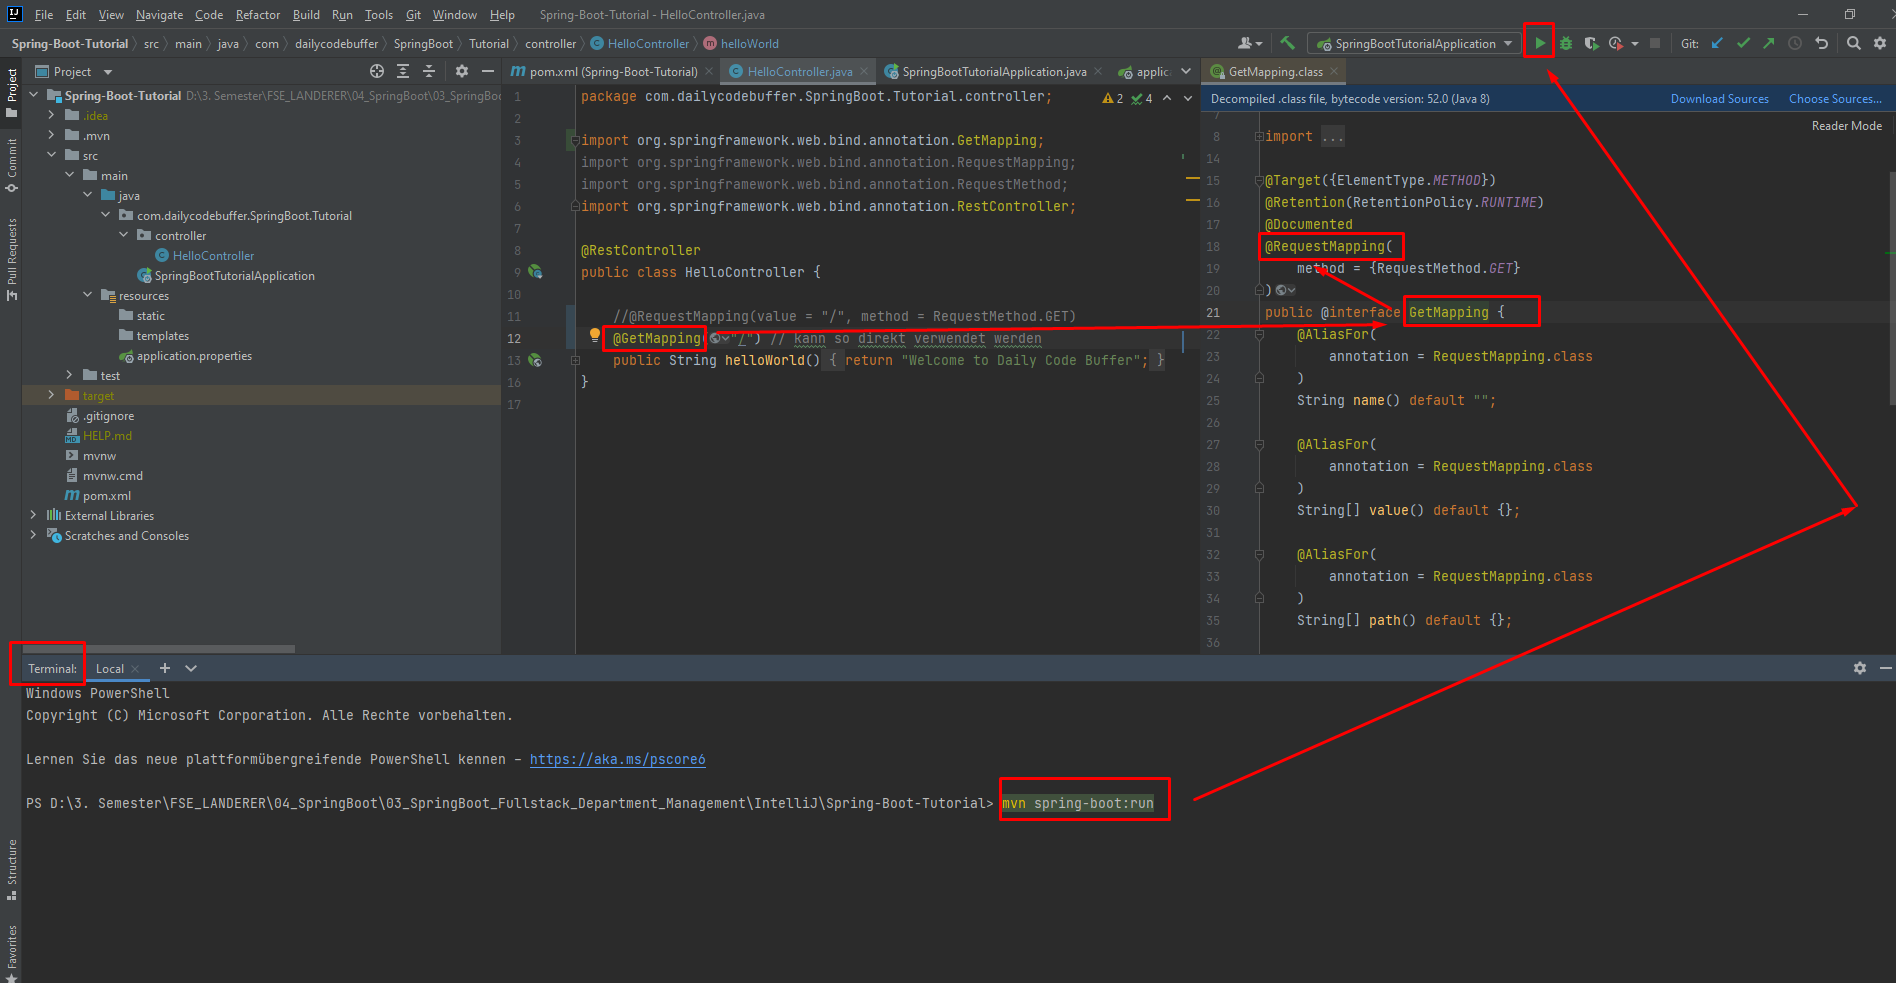 File Edit View Navigate Code Refactor Build Run Tools Git Window Help Spring-Boot-Tutorial - HelloController.java
Spring-Boot-Tutorial src main java com dailycodebuffer SpringBoot Tutorial controller HelloController helloWorld SpringBootTutorialApplication Git:
Project
pom.xml (Spring-Boot-Tutorial) HelloController.java SpringBootTutorialApplication.java applic GetMapping.class
Project
Commit
Pull Requests
Structure
Favorites
Spring-Boot-Tutorial D:\3. Semester\FSE_LANDERER\04_SpringBoot\03_SpringBoo
.idea
.mvn
src
main
java
com.dailycodebuffer.SpringBoot.Tutorial
controller
HelloController
SpringBootTutorialApplication
resources
static
templates
application.properties
test
target
.gitignore
HELP.md
mvnw
mvnw.cmd
pom.xml
External Libraries
Scratches and Consoles
2 4
1 package com.dailycodebuffer.SpringBoot.Tutorial.controller;
2
3 import org.springframework.web.bind.annotation.GetMapping;
4 import org.springframework.web.bind.annotation.RequestMapping;
5 import org.springframework.web.bind.annotation.RequestMethod;
6 import org.springframework.web.bind.annotation.RestController;
7
8 @RestController
9 public class HelloController {
10
11 //@RequestMapping(value = "/", method = RequestMethod.GET)
12 @GetMapping "/") // kann so direkt verwendet werden
13 public String helloWorld() { return "Welcome to Daily Code Buffer"; }
16 }
17
Decompiled .class file, bytecode version: 52.0 (Java 8) Download Sources Choose Sources...
Reader Mode
7
8 import ...
14
15 @Target({ElementType.METHOD})
16 @Retention(RetentionPolicy.RUNTIME)
17 @Documented
18 @RequestMapping(
19 method = {RequestMethod.GET}
20 )
21 public @interface GetMapping {
22 @AliasFor(
23 annotation = RequestMapping.class
24 )
25 String name() default "";
26
27 @AliasFor(
28 annotation = RequestMapping.class
29 )
30 String[] value() default {};
31
32 @AliasFor(
33 annotation = RequestMapping.class
34 )
35 String[] path() default {};
36
Terminal: Local
Windows PowerShell
Copyright (C) Microsoft Corporation. Alle Rechte vorbehalten.
Lernen Sie das neue plattformübergreifende PowerShell kennen – https://aka.ms/pscore6
PS D:\3. Semester\FSE_LANDERER\04_SpringBoot\03_SpringBoot_Fullstack_Department_Management\IntelliJ\Spring-Boot-Tutorial> mvn spring-boot:run